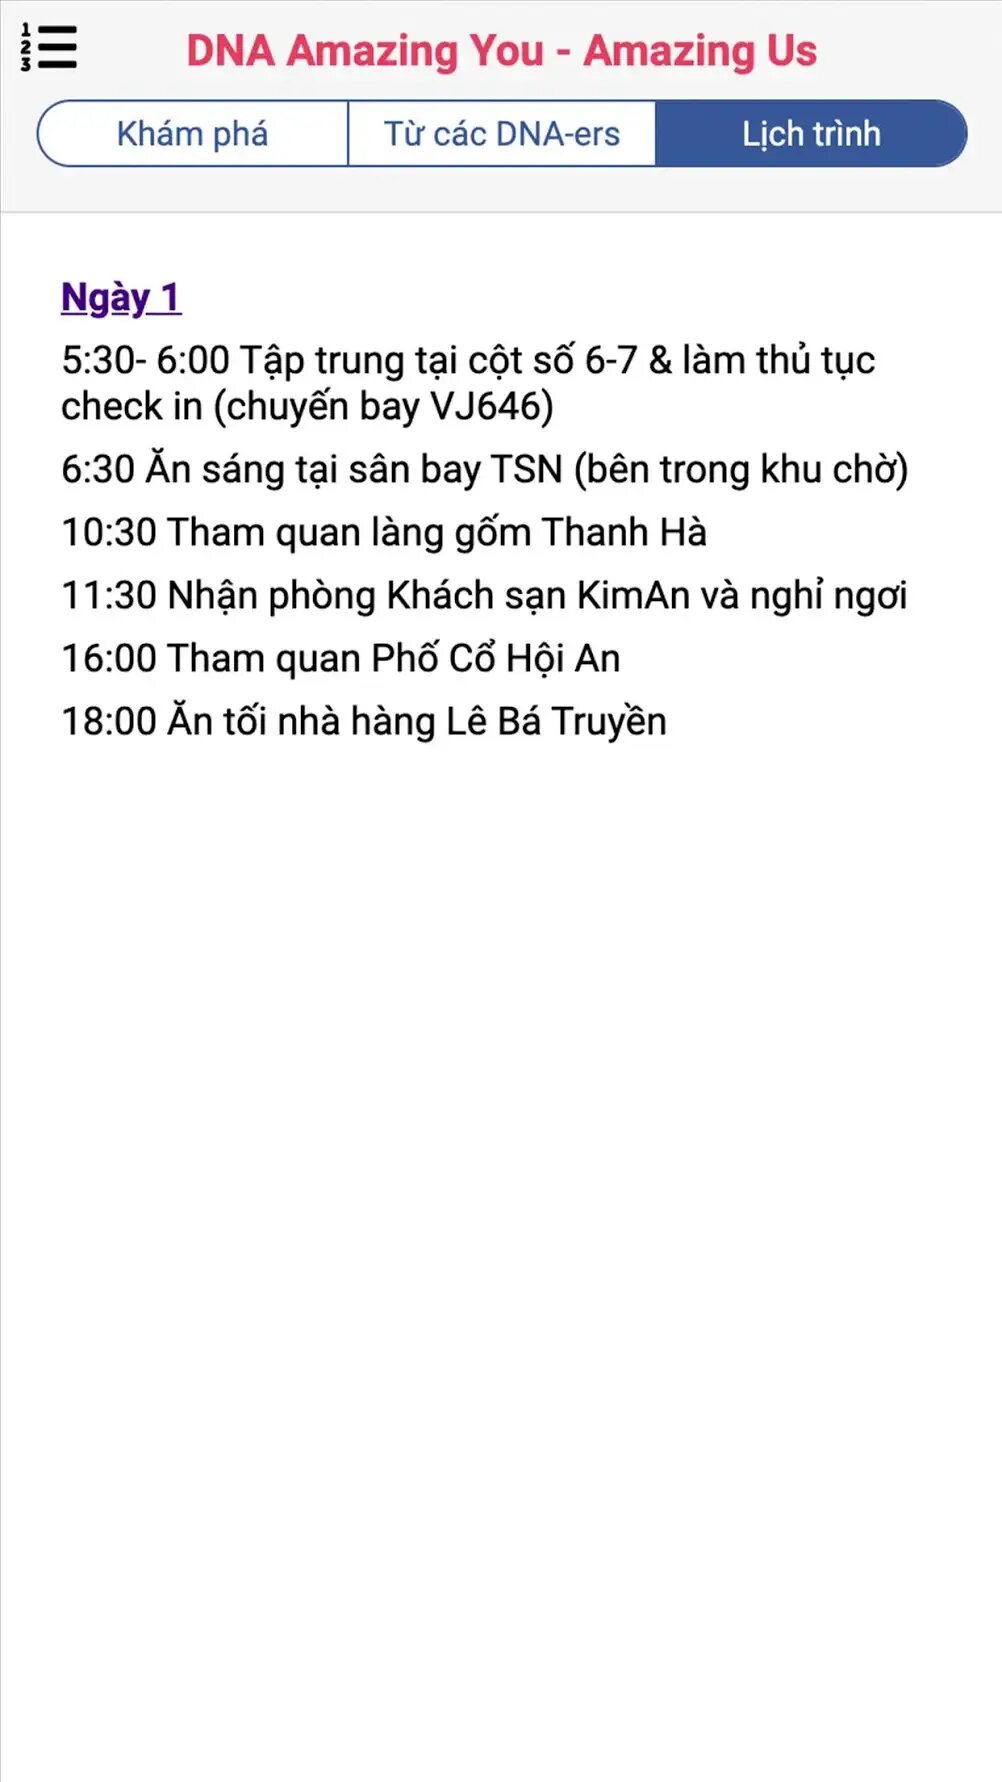 1
2
3
DNA Amazing You - Amazing Us
Khám phá
Từ các DNA-ers
Lịch trình
Ngày 1
5:30- 6:00 Tập trung tại cột số 6-7 & làm thủ tục
check in (chuyến bay VJ646)
6:30 Ăn sáng tại sân bay TSN (bên trong khu chờ)
10:30 Tham quan làng gốm Thanh Hà
11:30 Nhận phòng Khách sạn KimAn và nghỉ ngơi
16:00 Tham quan Phố Cổ Hội An
18:00 Ăn tối nhà hàng Lê Bá Truyền